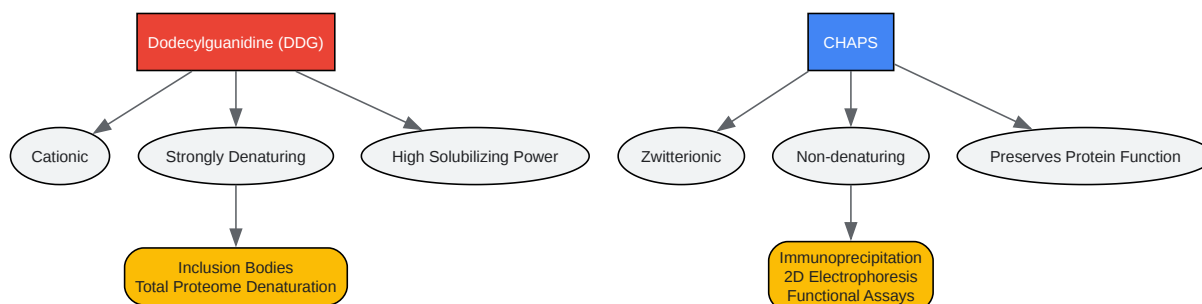 Dodecylguanidine (DDG)
CHAPS
Cationic
Strongly Denaturing
High Solubilizing Power
Zwitterionic
Non-denaturing
Preserves Protein Function
Inclusion Bodies
Total Proteome Denaturation
Immunoprecipitation
2D Electrophoresis
Functional Assays